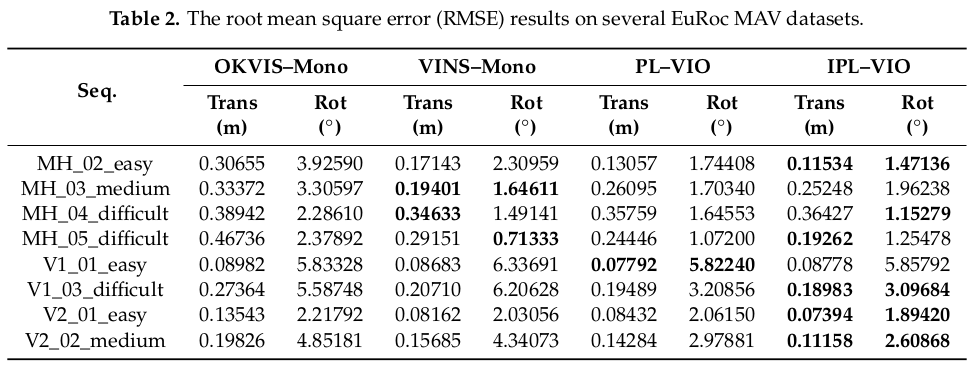 Table 2. The root mean square error (RMSE) results on several EuRoc MAV datasets.
Seq. OKVIS–Mono VINS–Mono PL–VIO IPL–VIO
Trans Rot Trans Rot Trans Rot Trans Rot
(m) (°) (m) (°) (m) (°) (m) (°)
MH_02_easy 0.30655 3.92590 0.17143 2.30959 0.13057 1.74408 0.11534 1.47136
MH_03_medium 0.33372 3.30597 0.19401 1.64611 0.26095 1.70340 0.25248 1.96238
MH_04_difficult 0.38942 2.28610 0.34633 1.49141 0.35759 1.64553 0.36427 1.15279
MH_05_difficult 0.46736 2.37892 0.29151 0.71333 0.24446 1.07200 0.19262 1.25478
V1_01_easy 0.08982 5.83328 0.08683 6.33691 0.07792 5.82240 0.08778 5.85792
V1_03_difficult 0.27364 5.58748 0.20710 6.20628 0.19489 3.20856 0.18983 3.09684
V2_01_easy 0.13543 2.21792 0.08162 2.03056 0.08432 2.06150 0.07394 1.89420
V2_02_medium 0.19826 4.85181 0.15685 4.34073 0.14284 2.97881 0.11158 2.60868